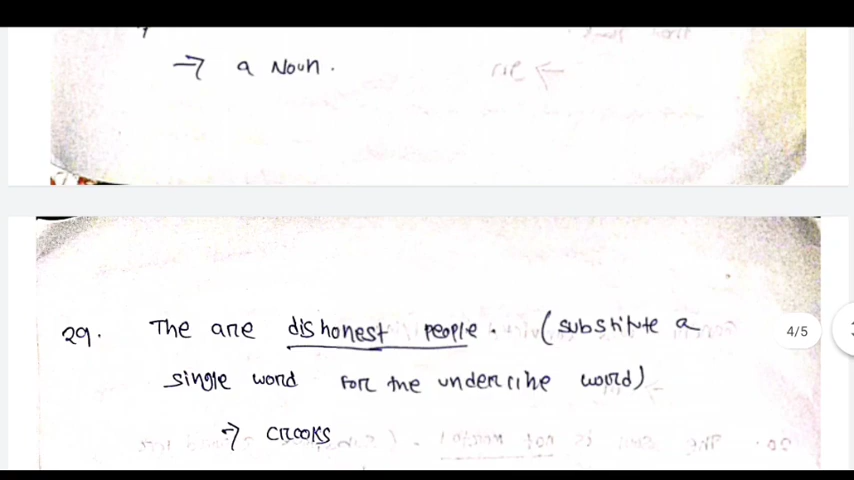 → a Noun.
29. The are dishonest people. (substitute a
4/5
single word for the underline word)
→ crooks